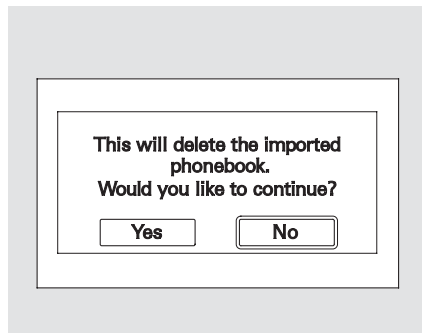 This will delete the imported
phonebook.
Would you like to continue?
Yes No